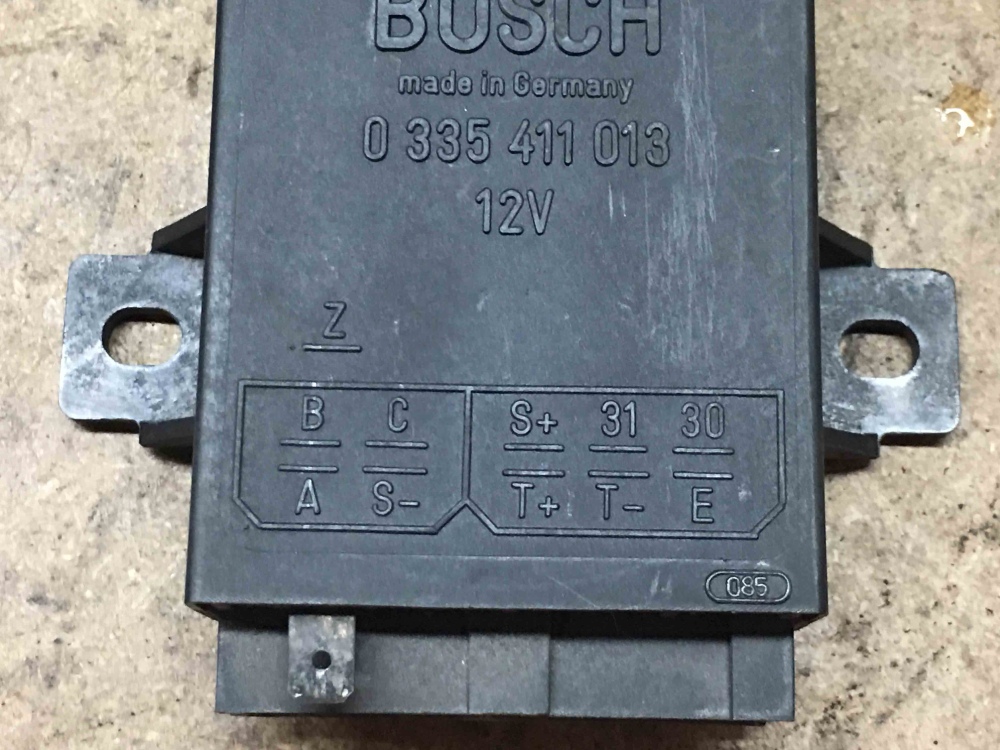 BOSCH
made in Germany
0 335 411 013
12V
Z
B C S+ 31 30
A S- T+ T- E
085